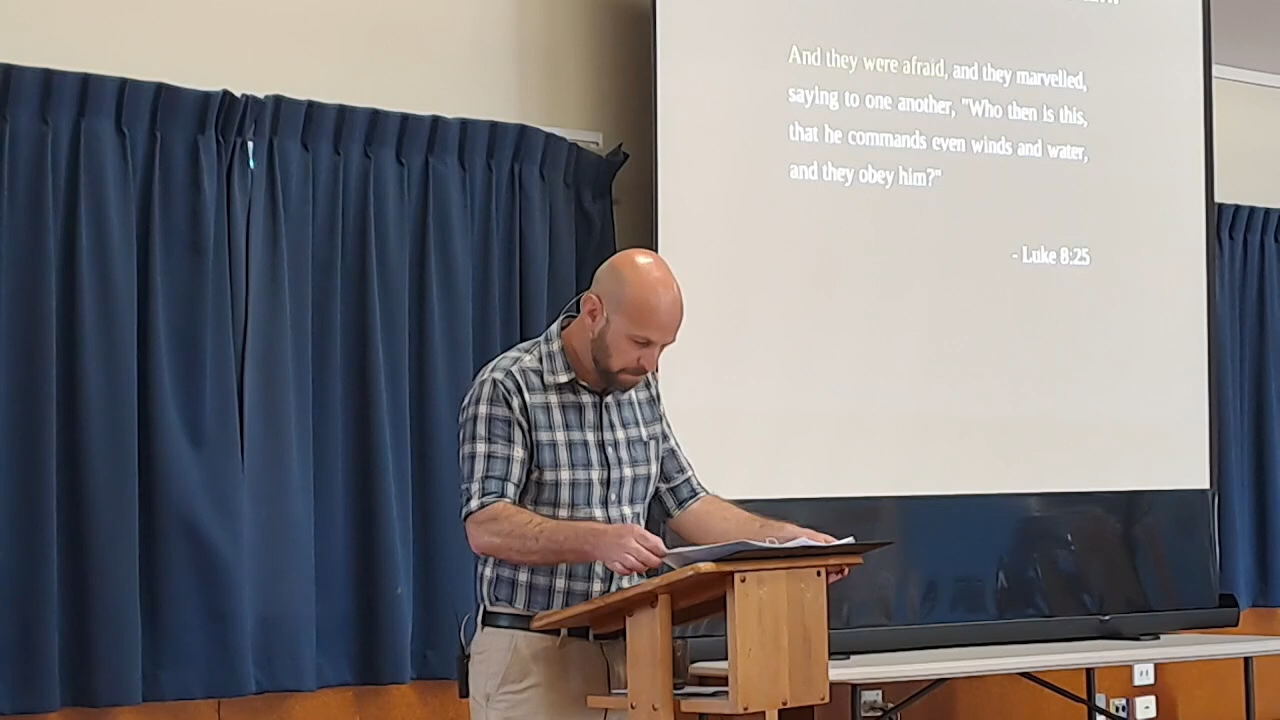 And they were afraid, and they marvelled,
saying to one another, "Who then is this,
that he commands even winds and water,
and they obey him?"
- Luke 8:25